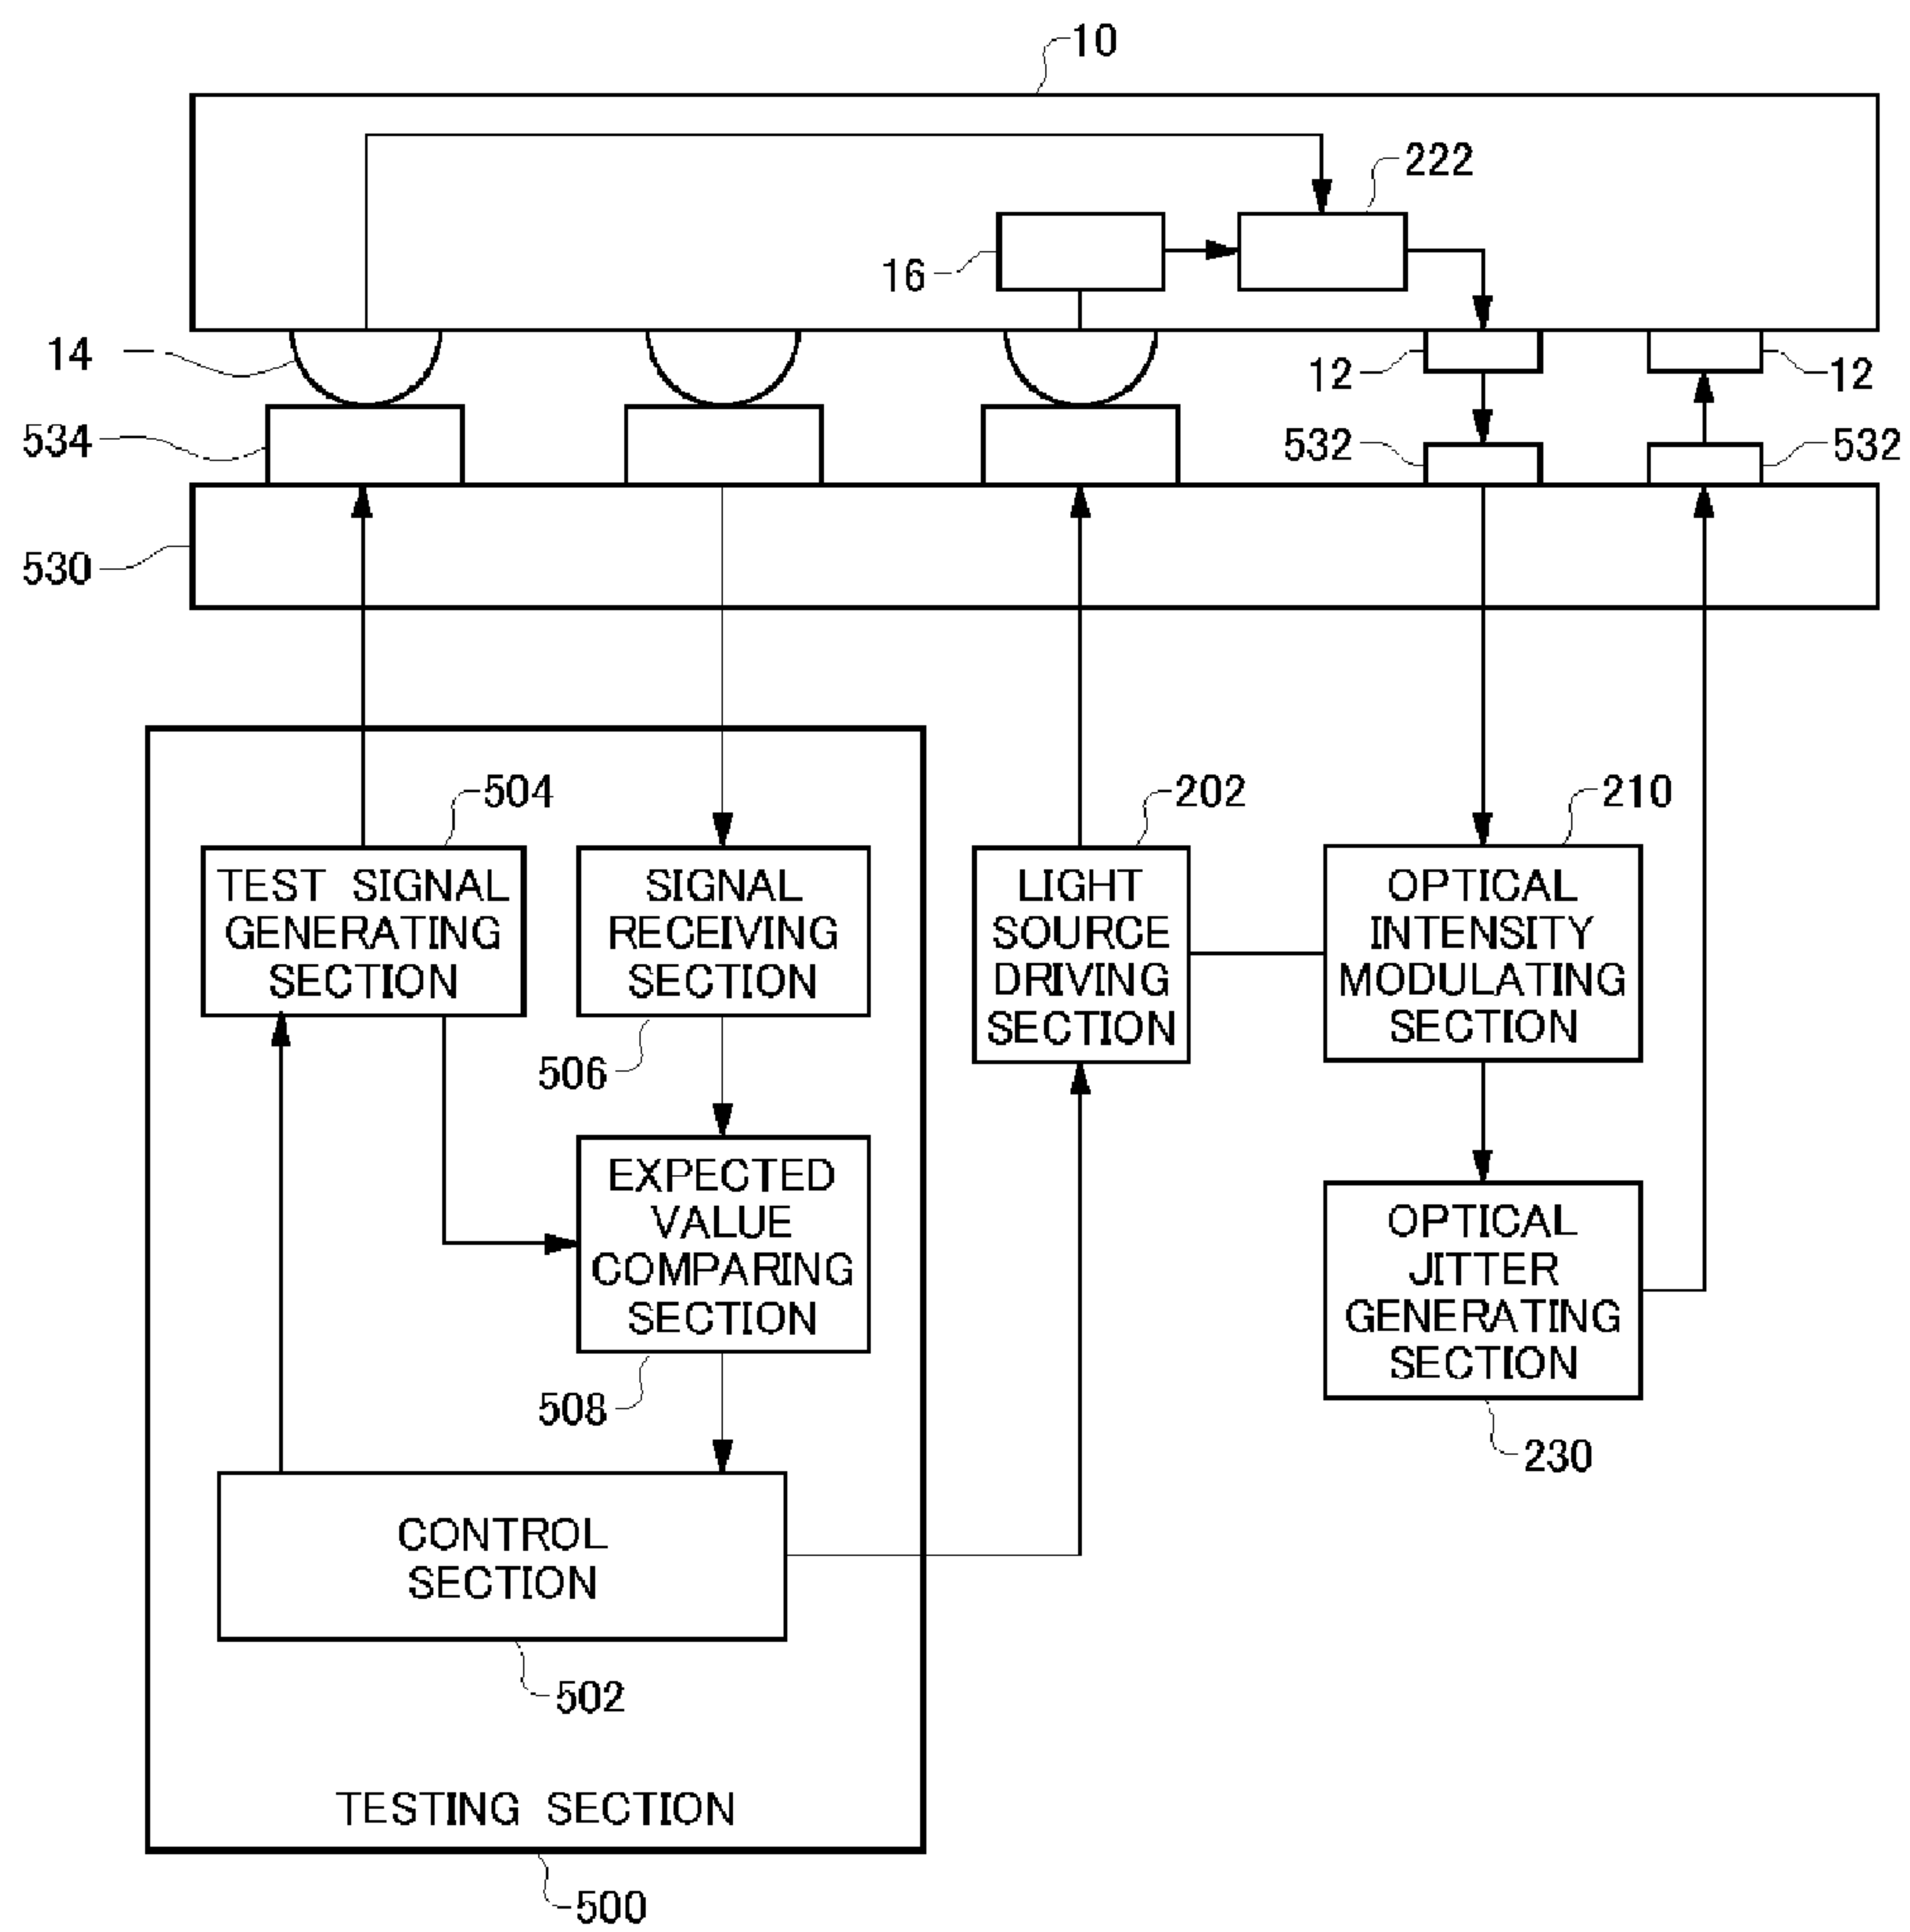 10
222
16
14
12
12
534
532
532
530
504
202
210
TEST SIGNAL
GENERATING
SECTION
SIGNAL
RECEIVING
SECTION
LIGHT
SOURCE
DRIVING
SECTION
OPTICAL
INTENSITY
MODULATING
SECTION
506
EXPECTED
VALUE
COMPARING
SECTION
OPTICAL
JITTER
GENERATING
SECTION
508
230
CONTROL
SECTION
502
TESTING SECTION
500